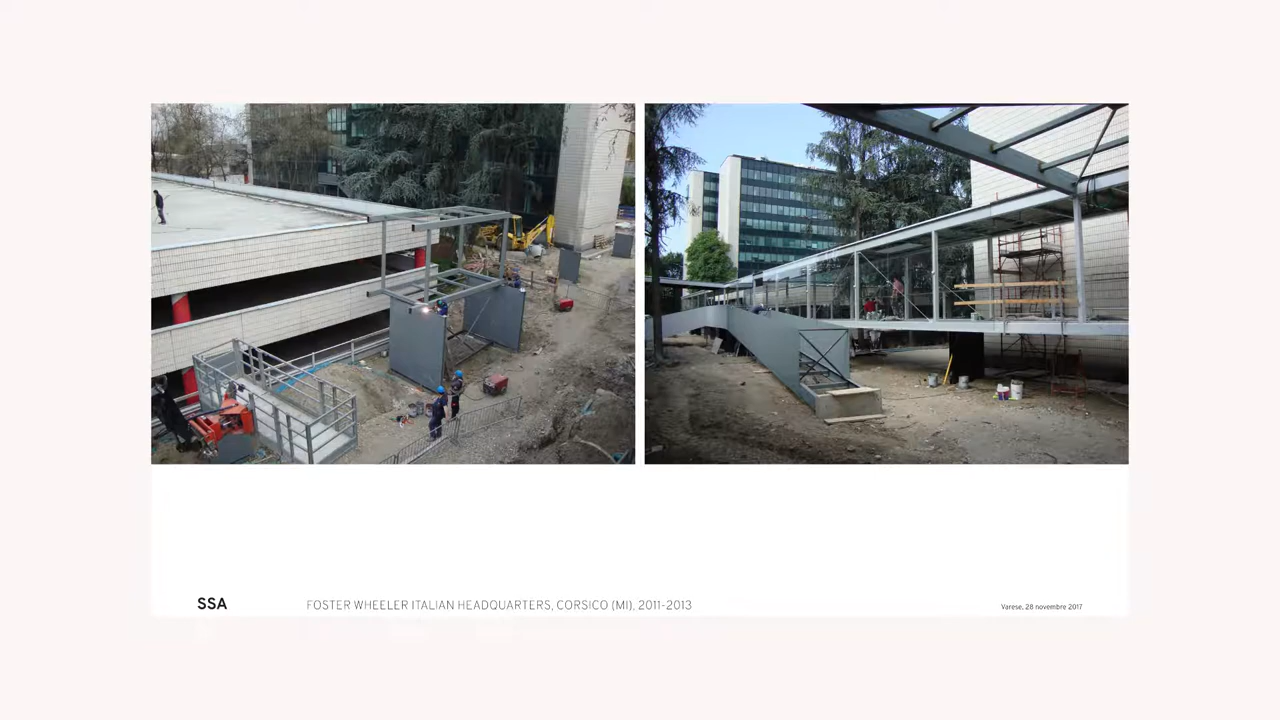 SSA
FOSTER WHEELER ITALIAN HEADQUARTERS, CORSICO (MI), 2011-2013
Varese, 28 novembre 2017